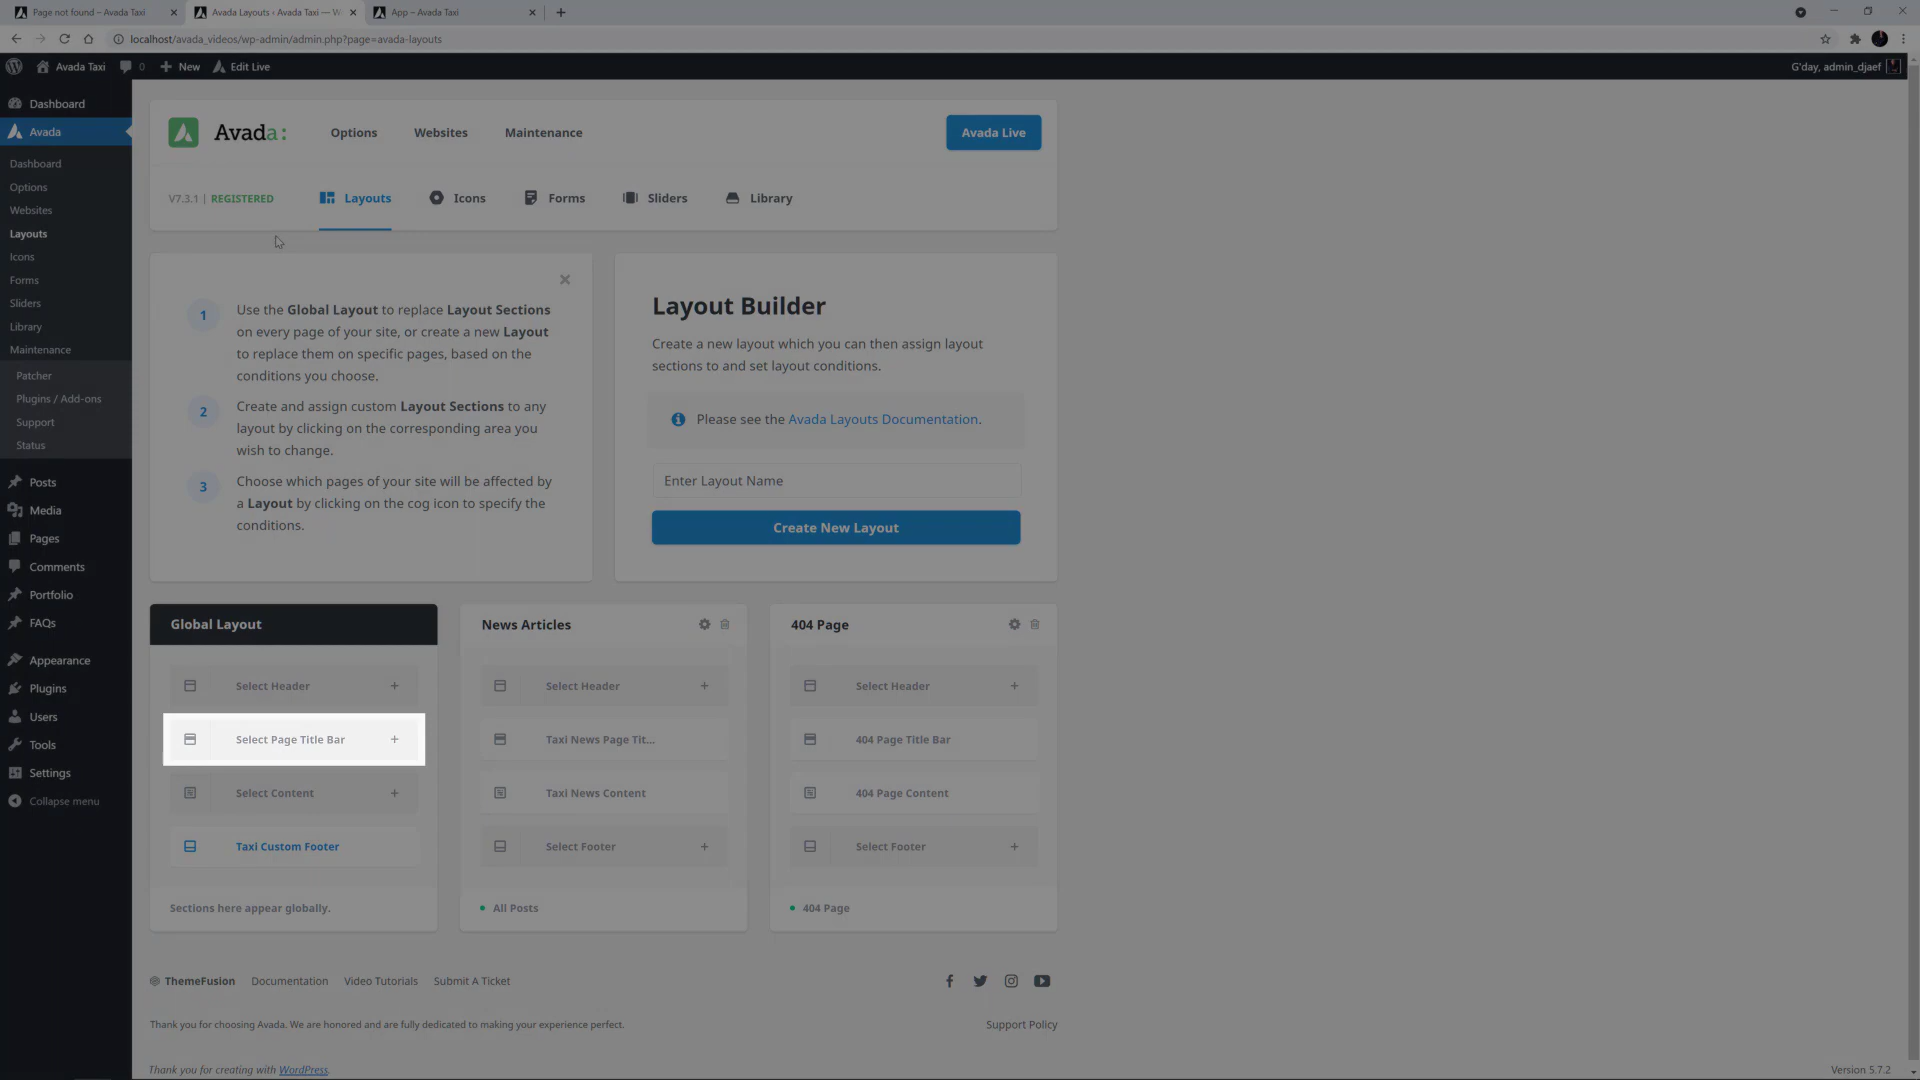 Page not found – Avada Taxi
Avada Layouts ‹ Avada Taxi — W
App – Avada Taxi
localhost/avada_videos/wp-admin/admin.php?page=avada-layouts
Avada Taxi
0
New
Edit Live
G'day, admin_djaef
Dashboard
Avada
Dashboard
Options
Websites
Layouts
Icons
Forms
Sliders
Library
Maintenance
Patcher
Plugins / Add-ons
Support
Status
Posts
Media
Pages
Comments
Portfolio
FAQs
Appearance
Plugins
Users
Tools
Settings
Collapse menu
Avada:
Options
Websites
Maintenance
Avada Live
V7.3.1 | REGISTERED
Layouts
Icons
Forms
Sliders
Library
1
Use the Global Layout to replace Layout Sections
on every page of your site, or create a new Layout
to replace them on specific pages, based on the
conditions you choose.
2
Create and assign custom Layout Sections to any
layout by clicking on the corresponding area you
wish to change.
3
Choose which pages of your site will be affected by
a Layout by clicking on the cog icon to specify the
conditions.
Layout Builder
Create a new layout which you can then assign layout
sections to and set layout conditions.
Please see the Avada Layouts Documentation.
Enter Layout Name
Create New Layout
Global Layout
Select Header +
Select Page Title Bar +
Select Content +
Taxi Custom Footer
Sections here appear globally.
News Articles
Select Header +
Taxi News Page Tit...
Taxi News Content
Select Footer +
All Posts
404 Page
Select Header +
404 Page Title Bar
404 Page Content
Select Footer +
404 Page
ThemeFusion
Documentation
Video Tutorials
Submit A Ticket
Thank you for choosing Avada. We are honored and are fully dedicated to making your experience perfect.
Support Policy
Thank you for creating with WordPress.
Version 5.7.2